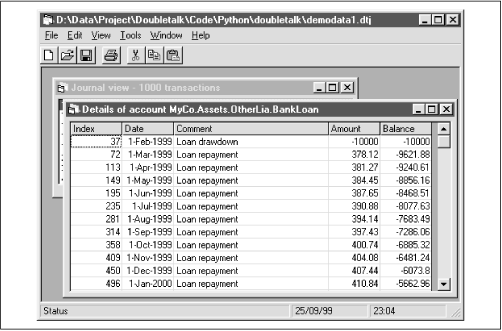 D:\Data\Project\Doubletalk\Code\Python\doubletalk\demodata1.dtj
File Edit View Tools Window Help
Journal view - 1000 transactions
Details of account MyCo.Assets.OtherLia.BankLoan
Index Date Comment Amount Balance
37 1-Feb-1999 Loan drawdown -10000 -10000
72 1-Mar-1999 Loan repayment 378.12 -9621.88
113 1-Apr-1999 Loan repayment 381.27 -9240.61
149 1-May-1999 Loan repayment 384.45 -8856.16
195 1-Jun-1999 Loan repayment 387.65 -8468.51
235 1-Jul-1999 Loan repayment 390.88 -8077.63
281 1-Aug-1999 Loan repayment 394.14 -7683.49
314 1-Sep-1999 Loan repayment 397.43 -7286.06
358 1-Oct-1999 Loan repayment 400.74 -6885.32
409 1-Nov-1999 Loan repayment 404.08 -6481.24
450 1-Dec-1999 Loan repayment 407.44 -6073.8
496 1-Jan-2000 Loan repayment 410.84 -5662.96
Status 25/09/99 23:04